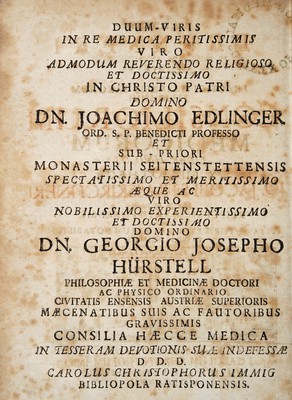 DUUM-VIRIS
IN RE MEDICA PERITISSIMIS
VIRO
ADMODUM REVERENDO RELIGIOSO
ET DOCTISSIMO
IN CHRISTO PATRI
DOMINO
DN. JOACHIMO EDLINGER
ORD. S. P. BENEDICTI PROFESSO
ET
SUB-PRIORI
MONASTERII SEITENSTETTENSIS
SPECTATISSIMO ET MERITISSIMO
ÆQUE AC
VIRO
NOBILISSIMO EXPERIENTISSIMO
ET DOCTISSIMO
DOMINO
DN. GEORGIO JOSEPHO
HÜRSTELL
PHILOSOPHIÆ ET MEDICINÆ DOCTORI
AC PHYSICO ORDINARIO
CIVITATIS ENSENSIS AUSTRIÆ SUPERIORIS
MÆCENATIBUS SUIS AC FAUTORIBUS
GRAVISSIMIS
CONSILIA HÆCCE MEDICA
IN TESSERAM DEVOTIONIS SUÆ INDEFESSÆ
D. D. D.
CAROLUS CHRISTOPHORUS IMMIG
BIBLIOPOLA RATISPONENSIS.